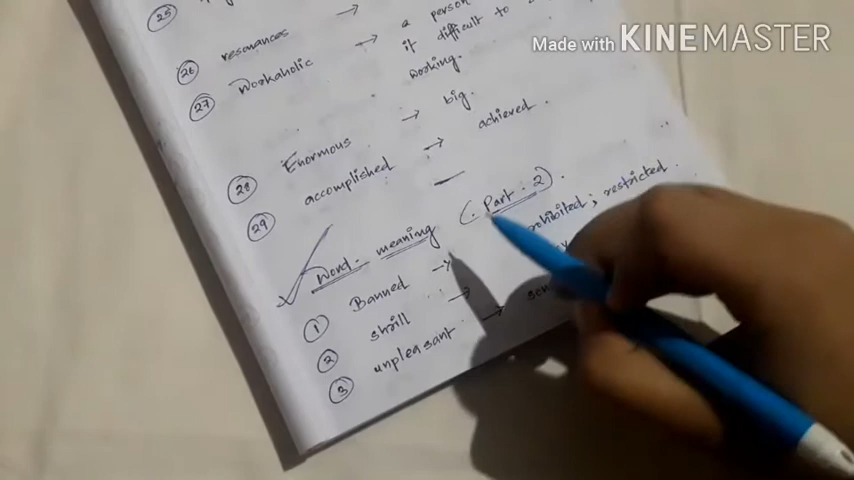 Made with KINEMASTER
25
26 resonances →
27 Workaholic → a person
it difficult to
working.
28 Enormous → big.
29 accomplished → achieved.
Word-meaning (Part-2).
1 Banned → prohibited; restricted.
2 shrill →
3 unpleasant →